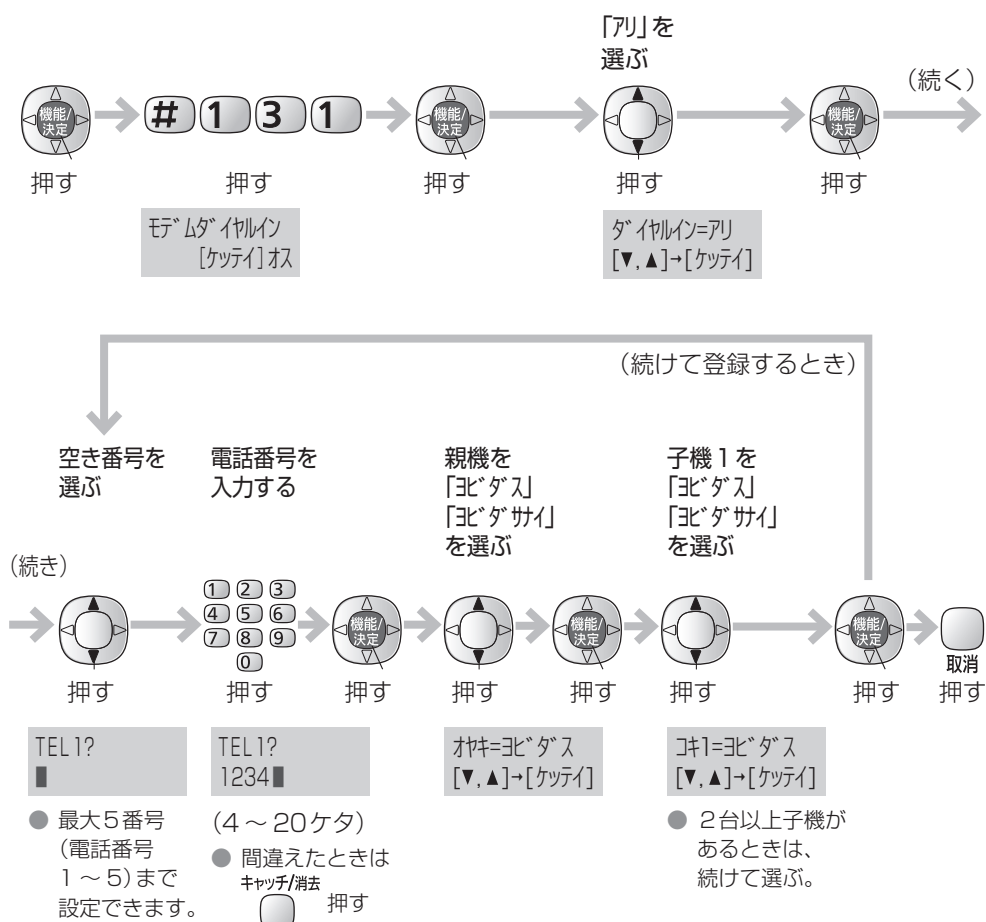 「ｱﾘ」を
選ぶ
（続く）
機能/
決定
# 1 3 1
機能/
決定
機能/
決定
押す
押す
押す
押す
押す
ﾓﾃﾞﾑﾀﾞｲﾔﾙｲﾝ
[ｹｯﾃｲ]ｵｽ
ﾀﾞｲﾔﾙｲﾝ=ｱﾘ
[▼,▲]→[ｹｯﾃｲ]
（続けて登録するとき）
空き番号を
選ぶ
電話番号を
入力する
親機を
「ﾖﾋﾞﾀﾞｽ」
「ﾖﾋﾞﾀﾞｻﾅｲ」
を選ぶ
子機１を
「ﾖﾋﾞﾀﾞｽ」
「ﾖﾋﾞﾀﾞｻﾅｲ」
を選ぶ
（続き）
1 2 3
4 5 6
7 8 9
0
機能/
決定
機能/
決定
機能/
決定
取消
押す
押す
押す
押す
押す
押す
押す
押す
TEL1?
TEL1?
1234
ｵﾔｷ=ﾖﾋﾞﾀﾞｽ
[▼,▲]→[ｹｯﾃｲ]
ｺｷ1=ﾖﾋﾞﾀﾞｽ
[▼,▲]→[ｹｯﾃｲ]
● 最大５番号
（電話番号
１～５）まで
設定できます。
（４～20ケタ）
● 間違えたときは
キャッチ/消去
押す
● ２台以上子機が
あるときは、
続けて選ぶ。